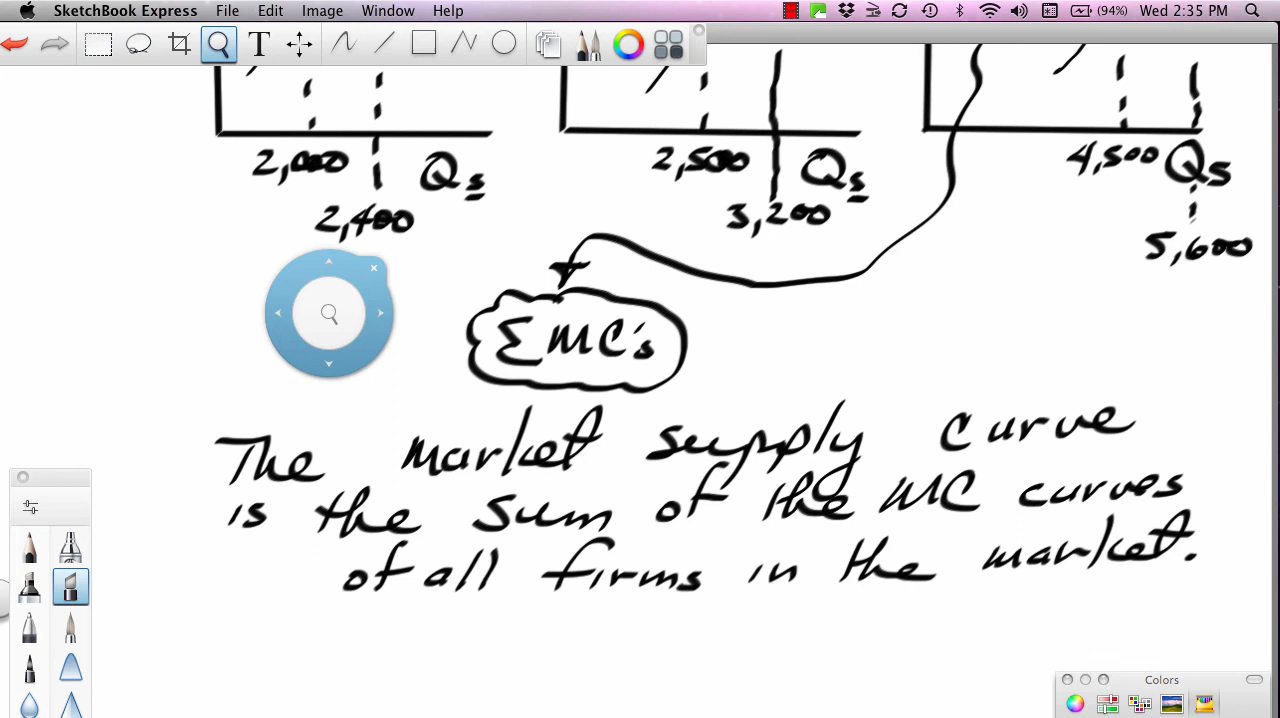 SketchBook Express File Edit Image Window Help (94%) Wed 2:35 PM
T
2,000 Qs 2,500 Qs 4,500 Qs
2,400 3,200 5,600
ΣMC's
The market supply curve
is the sum of the MC curves
of all firms in the market.
Colors